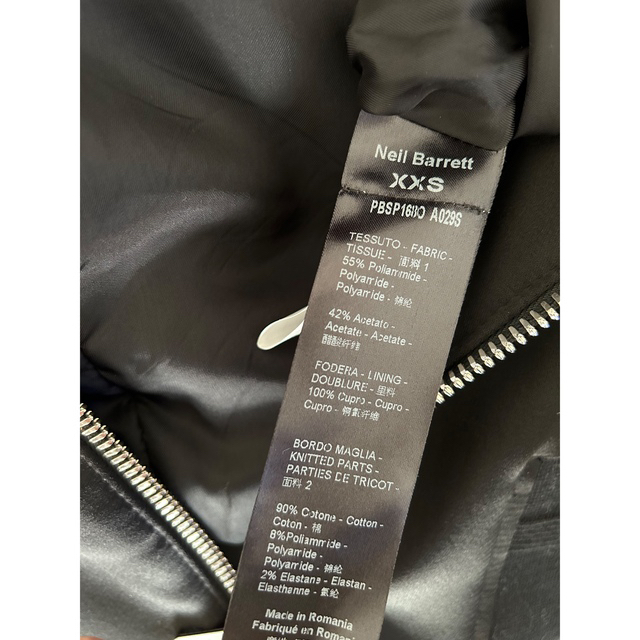 Neil Barrett
XXS
PBSP1680 A029S
TESSUTO - FABRIC -
TISSUE - 面料 1
55% Poliammide -
Polyamide -
Polyamide - 锦纶
42% Acetato -
Acetate - Acetate -
醋酸纤维
FODERA - LINING -
DOUBLURE - 里料
100% Cupro - Cupro -
Cupro - 铜氨纤维
BORDO MAGLIA -
KNITTED PARTS -
PARTIES DE TRICOT -
面料 2
90% Cotone - Cotton -
Coton - 棉
8%Poliammide -
Polyamide -
Polyamide - 锦纶
2% Elastane - Elastan -
Elasthanne - 氨纶
Made in Romania
Fabriqué en Romania